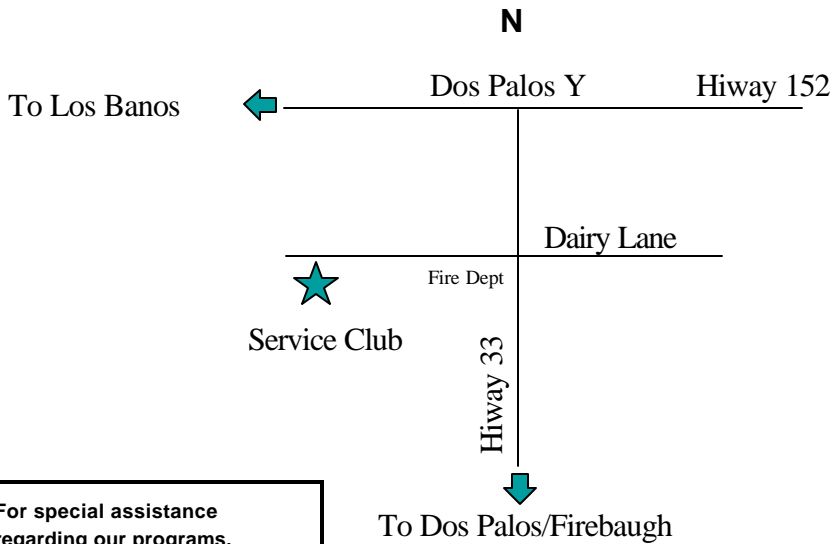 N
Dos Palos Y Hiway 152
To Los Banos
Dairy Lane
Fire Dept
Service Club
Hiway 33
For special assistance
regarding our programs,
To Dos Palos/Firebaugh